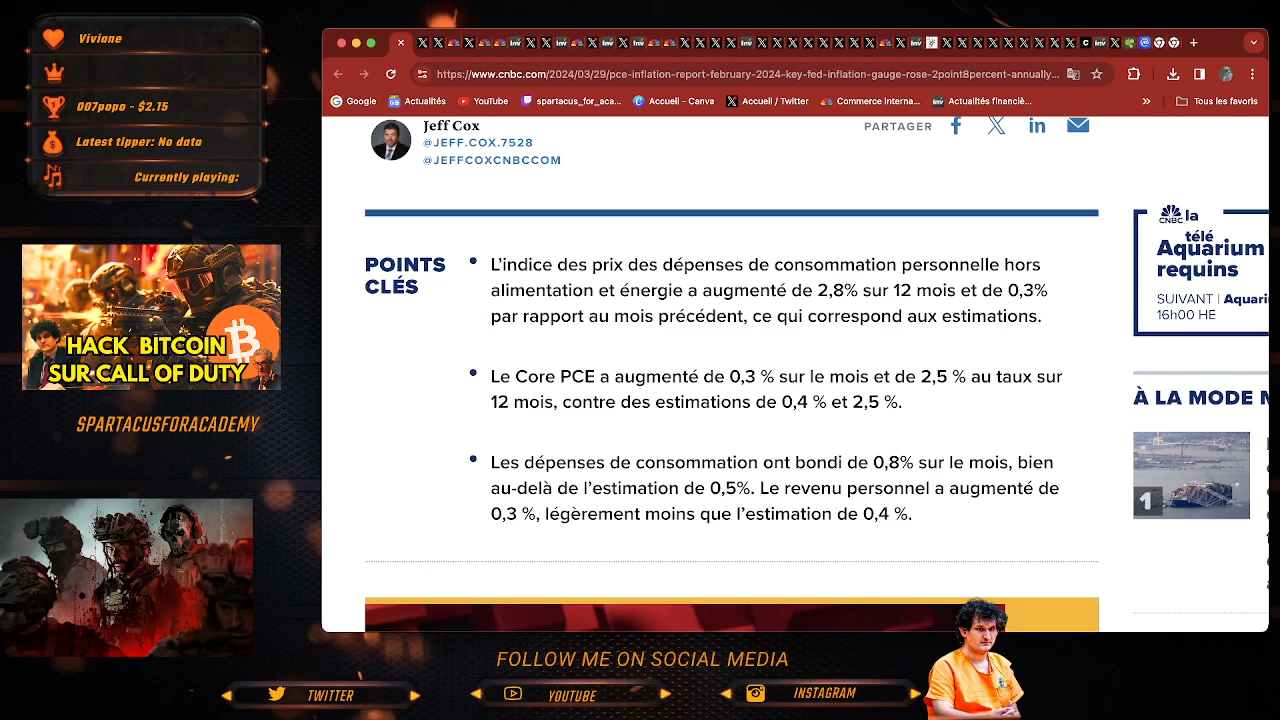 Viviane
007popo - $2.15
Latest tipper: No data
Currently playing:
HACK BITCOIN
SUR CALL OF DUTY
SPARTACUSFORACADEMY
https://www.cnbc.com/2024/03/29/pce-inflation-report-february-2024-key-fed-inflation-gauge-rose-2point8percent-annually...
Google
Actualités
YouTube
spartacus_for_aca...
Accueil - Canva
Accueil / Twitter
Commerce interna...
Actualités financiè...
»
Tous les favoris
Jeff Cox
@JEFF.COX.7528
@JEFFCOXCNBCCOM
PARTAGER
POINTS
CLÉS
• L'indice des prix des dépenses de consommation personnelle hors
alimentation et énergie a augmenté de 2,8% sur 12 mois et de 0,3%
par rapport au mois précédent, ce qui correspond aux estimations.
• Le Core PCE a augmenté de 0,3 % sur le mois et de 2,5 % au taux sur
12 mois, contre des estimations de 0,4 % et 2,5 %.
• Les dépenses de consommation ont bondi de 0,8% sur le mois, bien
au-delà de l'estimation de 0,5%. Le revenu personnel a augmenté de
0,3 %, légèrement moins que l'estimation de 0,4 %.
CNBC
la
télé
Aquarium
requins
SUIVANT | Aquari
16h00 HE
À LA MODE M
1
FOLLOW ME ON SOCIAL MEDIA
TWITTER
YOUTUBE
INSTAGRAM